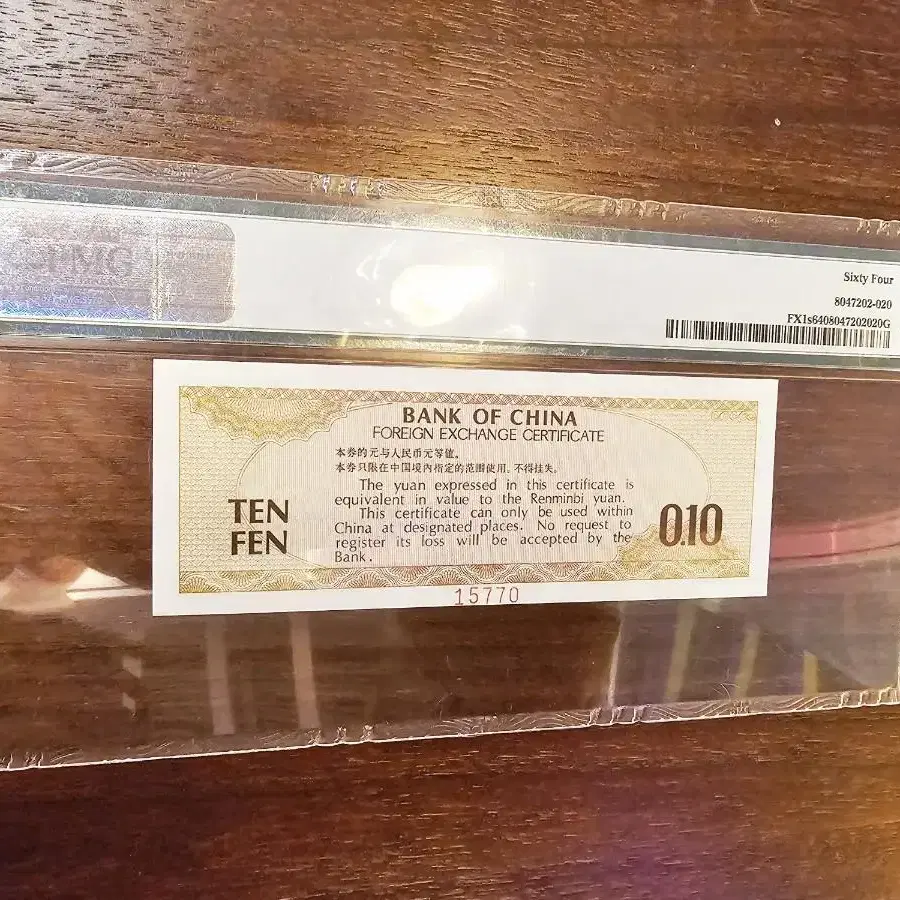 PMG
Sixty Four
8047202-020
FX1s6408047202020G
BANK OF CHINA
FOREIGN EXCHANGE CERTIFICATE
本券的元与人民币元等值。
本券只限在中国境内指定的范围使用，不得挂失。
The yuan expressed in this certificate is
equivalent in value to the Renminbi yuan.
This certificate can only be used within
China at designated places. No request to
register its loss will be accepted by the
Bank.
TEN
FEN
0.10
15770